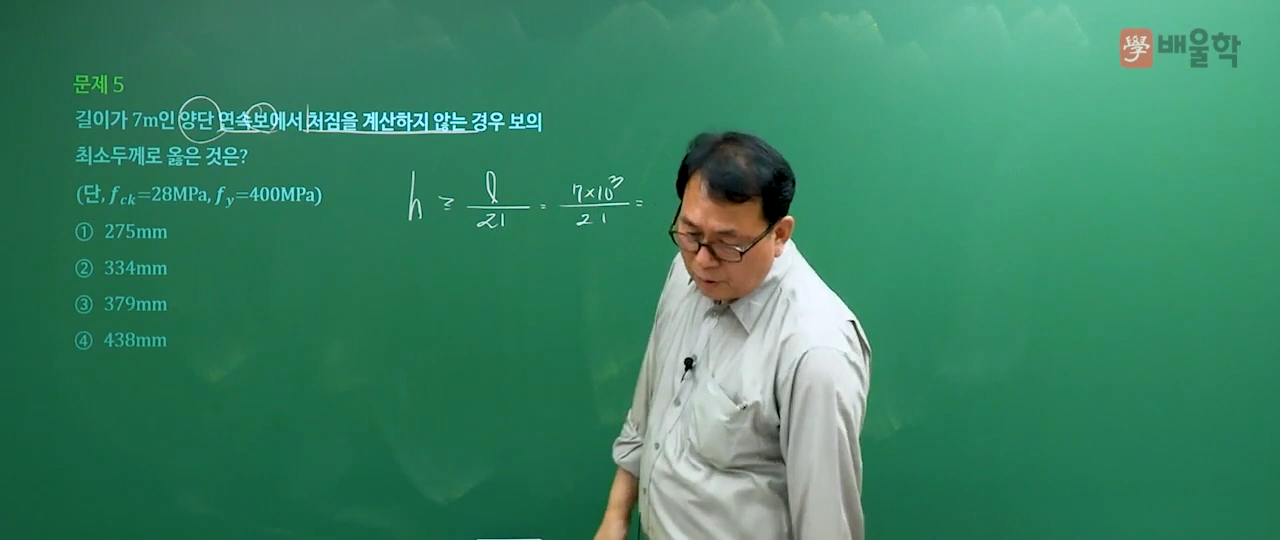 學 배울학
문제 5
길이가 7m인 양단 연속보에서 처짐을 계산하지 않는 경우 보의
최소두께로 옳은 것은?
(단, f_ck=28MPa, f_y=400MPa)
① 275mm
② 334mm
③ 379mm
④ 438mm
h ≥ l/21 = 7×10³/21 =